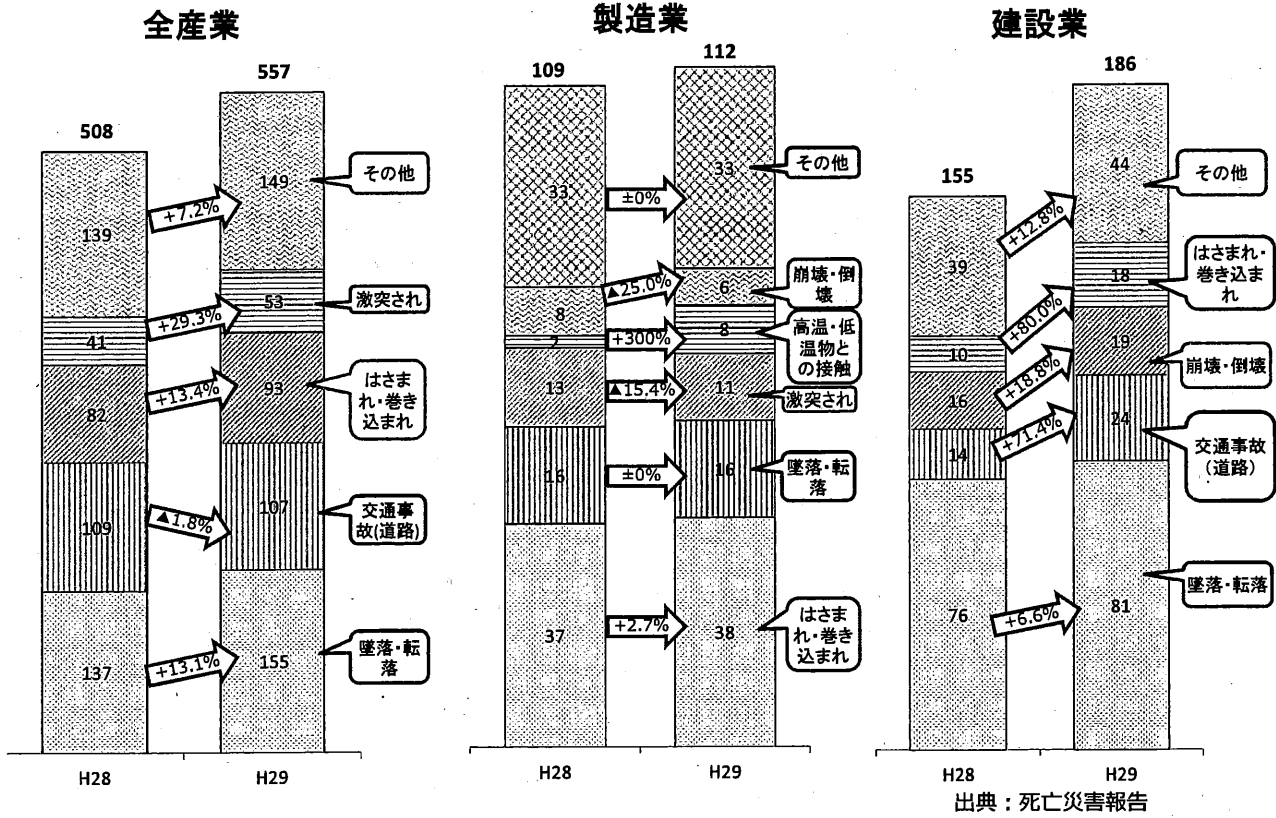 全産業
508
557
139
41
82
109
137
149
53
93
107
155
+7.2%
+29.3%
+13.4%
▲1.8%
+13.1%
その他
激突され
はさま
れ・巻き
込まれ
交通事
故(道路)
墜落・転
落
H28
H29
製造業
109
112
33
8
2
13
16
37
33
6
8
11
16
38
±0%
▲25.0%
+300%
▲15.4%
±0%
+2.7%
その他
崩壊・倒
壊
高温・低
温物と
の接触
激突され
墜落・転
落
はさま
れ・巻き
込まれ
H28
H29
建設業
155
186
39
10
16
14
76
44
18
19
24
81
+12.8%
+80.0%
+18.8%
+71.4%
+6.6%
その他
はさまれ・
巻き込ま
れ
崩壊・倒壊
交通事故
(道路)
墜落・転落
H28
H29
出典：死亡災害報告